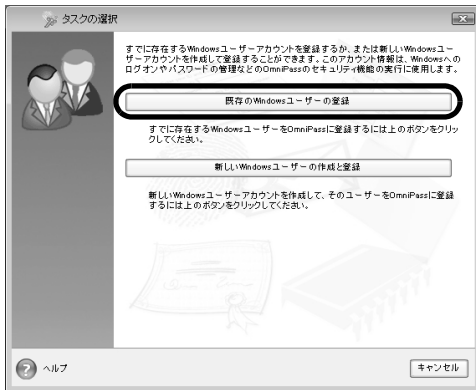 タスクの選択
すでに存在するWindowsユーザーアカウントを登録するか、または新しいWindowsユー
ザーアカウントを作成して登録することができます。このアカウント情報は、Windowsへの
ログオンやパスワードの管理などのOmniPassのセキュリティ機能の実行に使用します。
既存のWindowsユーザーの登録
すでに存在するWindowsユーザーをOmniPassに登録するには上のボタンをクリッ
クしてください。
新しいWindowsユーザーの作成と登録
新しいWindowsユーザーアカウントを作成して、そのユーザーをOmniPassに登録
するには上のボタンをクリックしてください。
ヘルプ
キャンセル